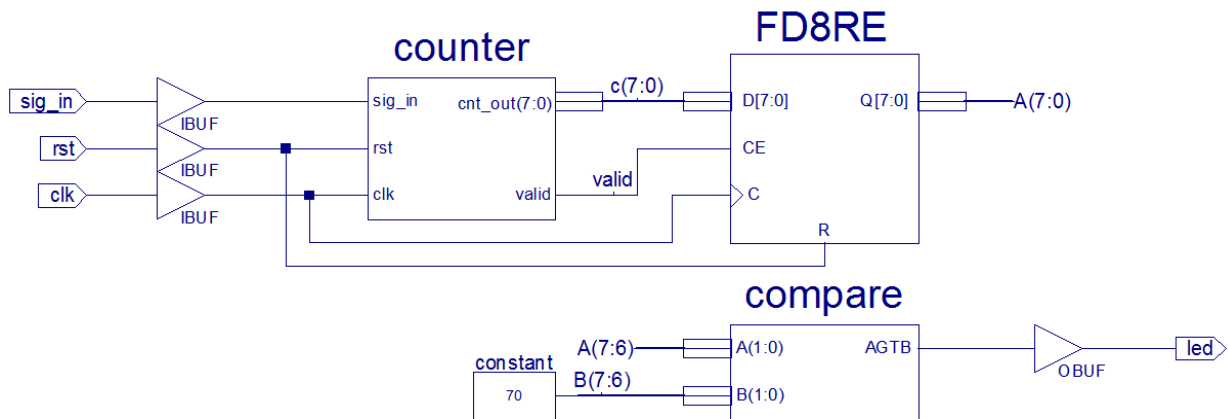 counter
FD8RE
sig_in
IBUF
sig_in
cnt_out(7:0)
c(7:0)
D[7:0]
Q[7:0]
A(7:0)
rst
IBUF
rst
CE
clk
IBUF
clk
valid
valid
C
R
compare
A(7:6)
A(1:0)
AGTB
OBUF
led
constant
70
B(7:6)
B(1:0)